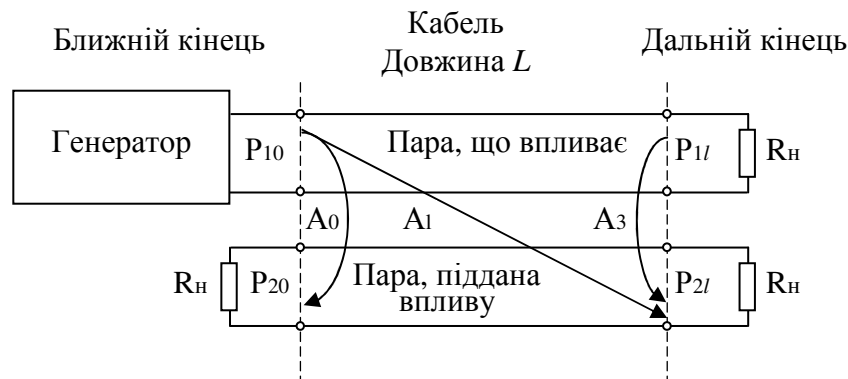 Ближній кінець
Кабель
Довжина L
Дальній кінець
Генератор
P10
Пара, що впливає
P1l
Rн
A0
Al
A3
Rн
P20
Пара, піддана
впливу
P2l
Rн